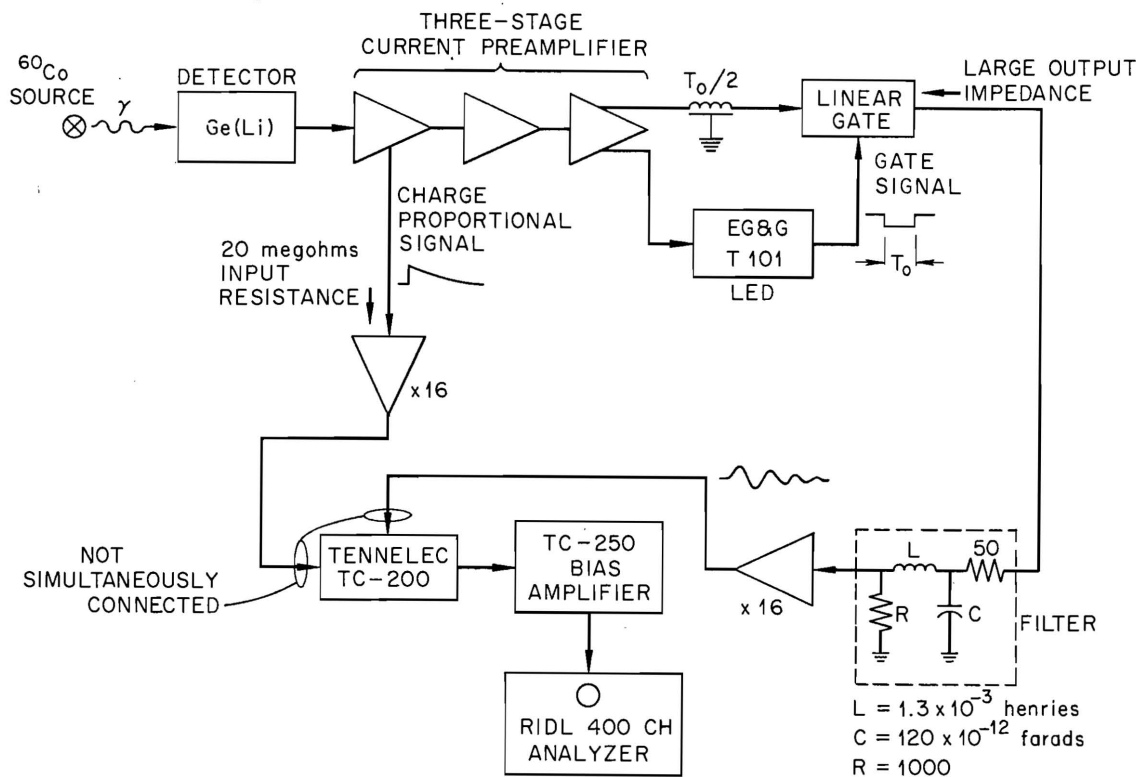 THREE-STAGE
CURRENT PREAMPLIFIER
⁶⁰Co
SOURCE
γ
DETECTOR
Ge(Li)
T₀/2
LINEAR
GATE
LARGE OUTPUT
IMPEDANCE
GATE
SIGNAL
T₀
EG&G
T 101
LED
CHARGE
PROPORTIONAL
SIGNAL
20 megohms
INPUT
RESISTANCE
x 16
NOT
SIMULTANEOUSLY
CONNECTED
TENNELEC
TC-200
TC-250
BIAS
AMPLIFIER
RIDL 400 CH
ANALYZER
x 16
L
50
R
C
FILTER
L = 1.3 x 10⁻³ henries
C = 120 x 10⁻¹² farads
R = 1000